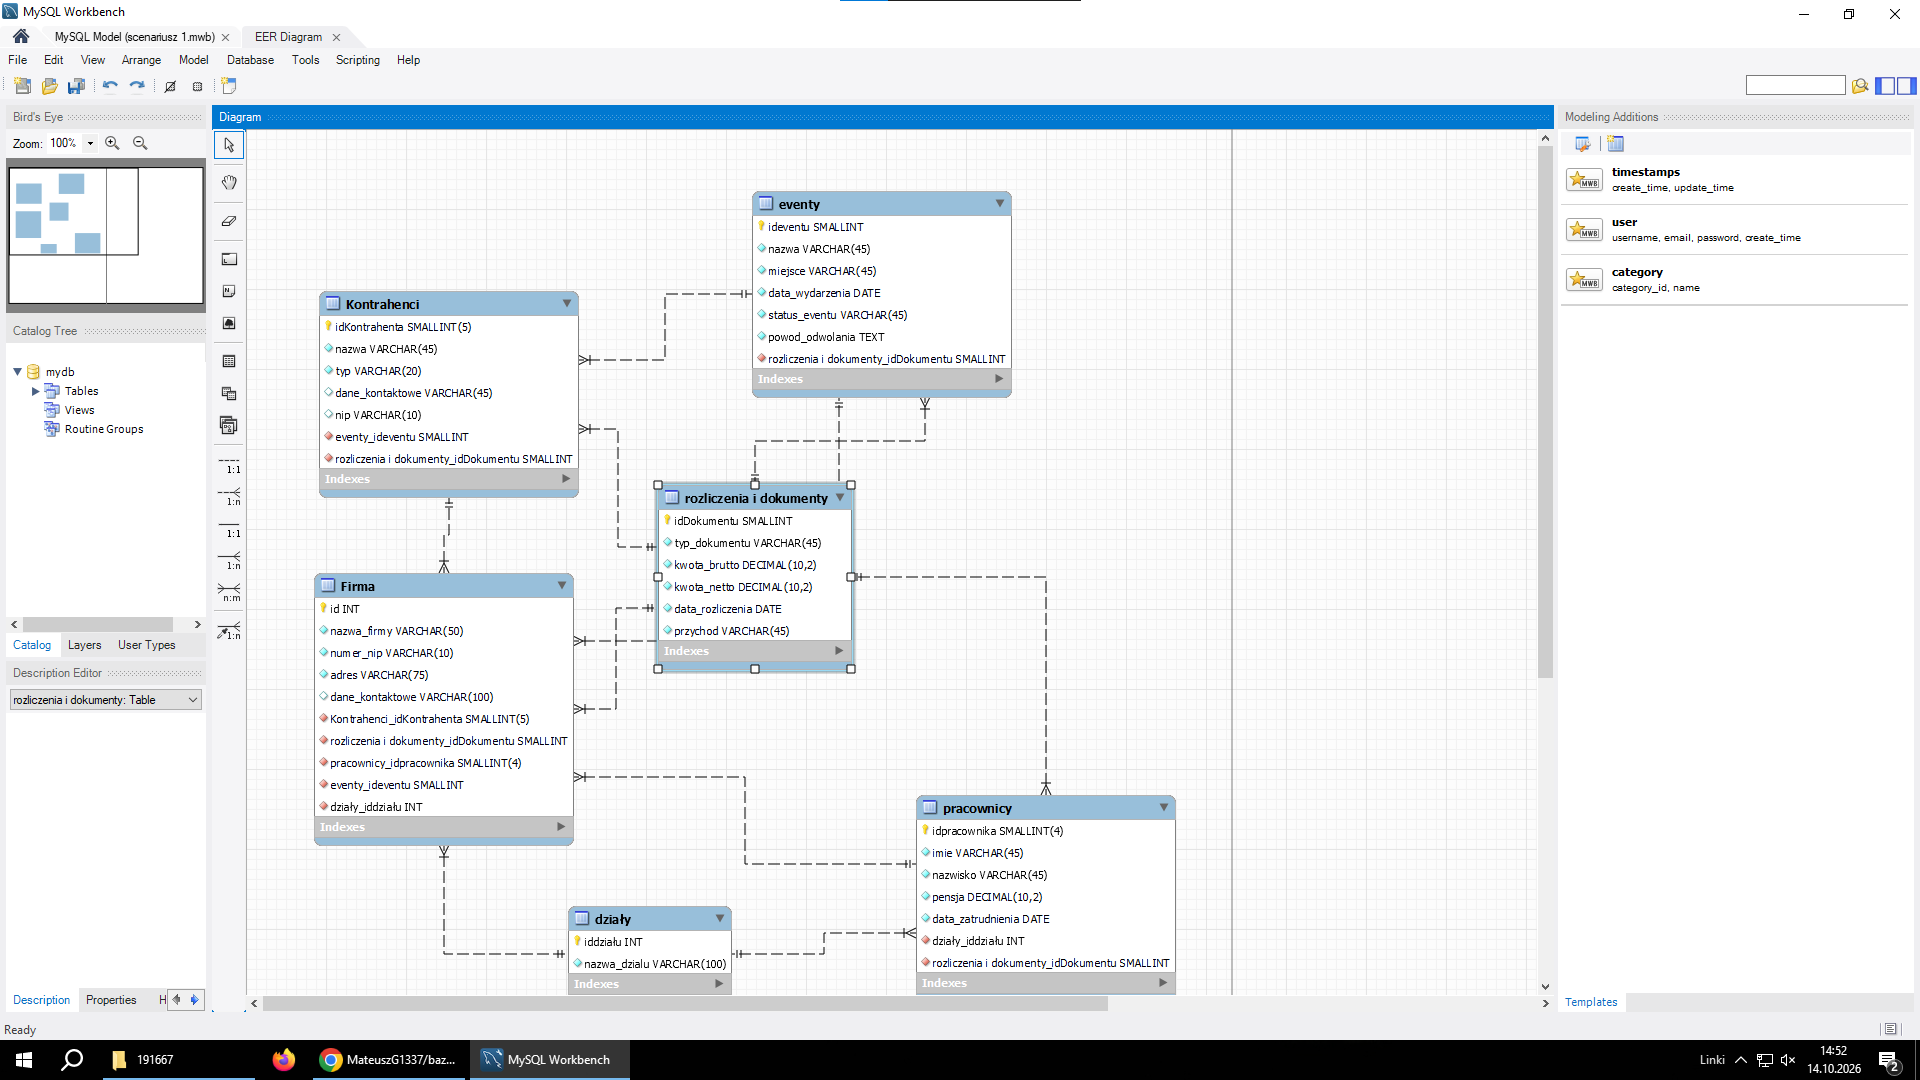 MySQL Workbench
MySQL Model (scenariusz 1.mwb)
EER Diagram
File Edit View Arrange Model Database Tools Scripting Help
Bird's Eye
Zoom: 100%
Catalog Tree
mydb
Tables
Views
Routine Groups
Catalog Layers User Types
Description Editor
rozliczenia i dokumenty: Table
Description Properties H
Ready
Diagram
1:1
1:n
1:1
1:n
n:m
1:n
eventy
ideventu SMALLINT
nazwa VARCHAR(45)
miejsce VARCHAR(45)
data_wydarzenia DATE
status_eventu VARCHAR(45)
powod_odwolania TEXT
rozliczenia i dokumenty_idDokumentu SMALLINT
Indexes
Kontrahenci
idKontrahenta SMALLINT(5)
nazwa VARCHAR(45)
typ VARCHAR(20)
dane_kontaktowe VARCHAR(45)
nip VARCHAR(10)
eventy_ideventu SMALLINT
rozliczenia i dokumenty_idDokumentu SMALLINT
Indexes
rozliczenia i dokumenty
idDokumentu SMALLINT
typ_dokumentu VARCHAR(45)
kwota_brutto DECIMAL(10,2)
kwota_netto DECIMAL(10,2)
data_rozliczenia DATE
przychod VARCHAR(45)
Indexes
Firma
id INT
nazwa_firmy VARCHAR(50)
numer_nip VARCHAR(10)
adres VARCHAR(75)
dane_kontaktowe VARCHAR(100)
Kontrahenci_idKontrahenta SMALLINT(5)
rozliczenia i dokumenty_idDokumentu SMALLINT
pracownicy_idpracownika SMALLINT(4)
eventy_ideventu SMALLINT
działy_iddziału INT
Indexes
pracownicy
idpracownika SMALLINT(4)
imie VARCHAR(45)
nazwisko VARCHAR(45)
pensja DECIMAL(10,2)
data_zatrudnienia DATE
działy_iddziału INT
rozliczenia i dokumenty_idDokumentu SMALLINT
Indexes
działy
iddziału INT
nazwa_dzialu VARCHAR(100)
Indexes
Modeling Additions
timestamps
create_time, update_time
user
username, email, password, create_time
category
category_id, name
Templates
191667
MateuszG1337/baz...
MySQL Workbench
Linki
14:52
14.10.2026
2